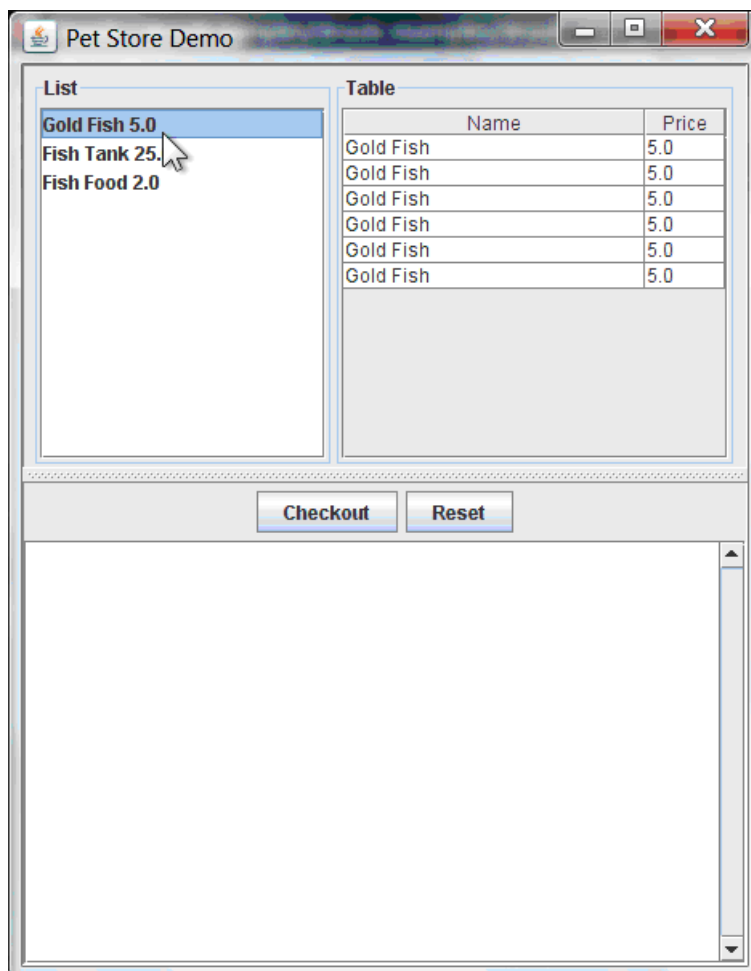 Pet Store Demo
List
Gold Fish 5.0
Fish Tank 25.
Fish Food 2.0
Table
Name Price
Gold Fish 5.0
Gold Fish 5.0
Gold Fish 5.0
Gold Fish 5.0
Gold Fish 5.0
Gold Fish 5.0
Checkout Reset